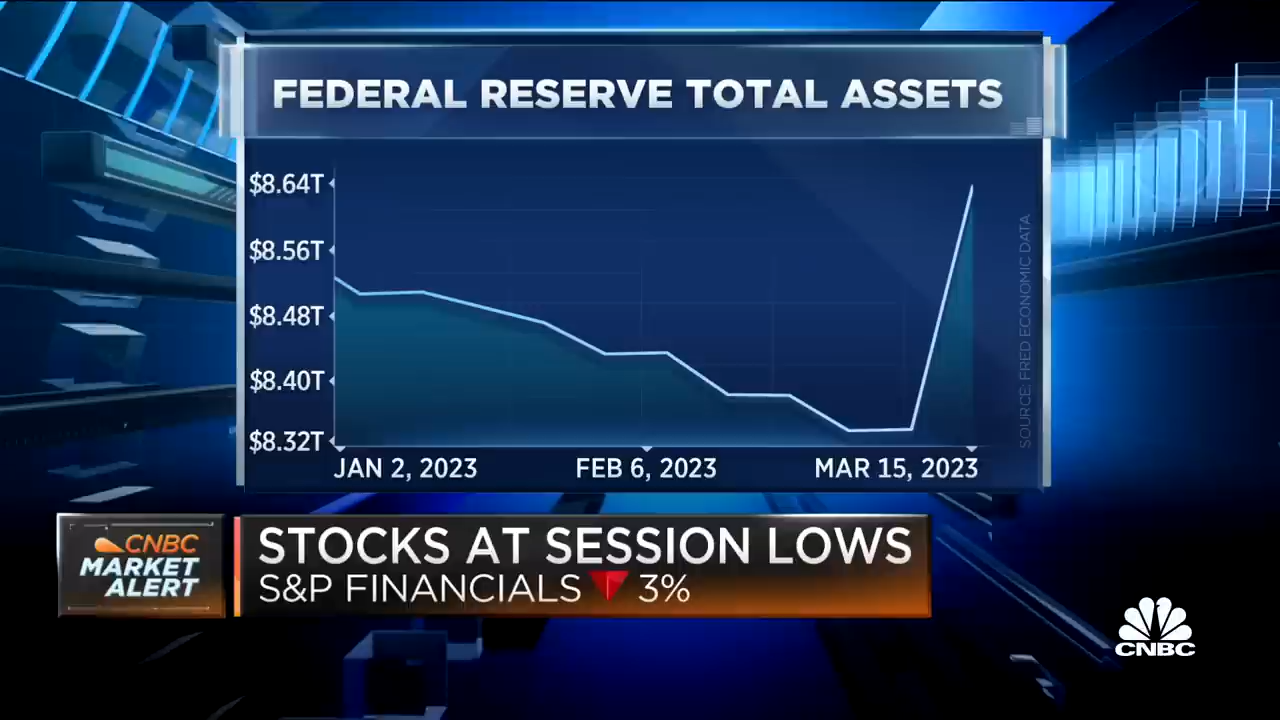 FEDERAL RESERVE TOTAL ASSETS
$8.64T
$8.56T
$8.48T
$8.40T
$8.32T
JAN 2, 2023
FEB 6, 2023
MAR 15, 2023
SOURCE: FRED ECONOMIC DATA
CNBC
MARKET
ALERT
STOCKS AT SESSION LOWS
S&P FINANCIALS ▼ 3%
CNBC